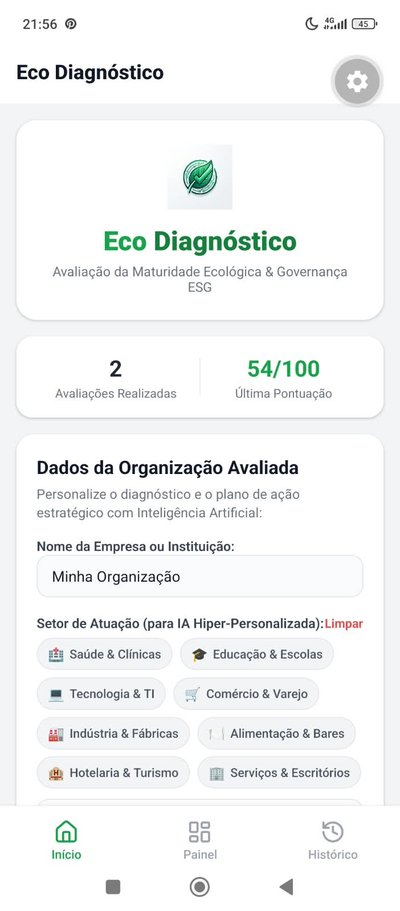 21:56
4G
45
Eco Diagnóstico
Eco Diagnóstico
Avaliação da Maturidade Ecológica & Governança
ESG
2
Avaliações Realizadas
54/100
Última Pontuação
Dados da Organização Avaliada
Personalize o diagnóstico e o plano de ação
estratégico com Inteligência Artificial:
Nome da Empresa ou Instituição:
Minha Organização
Setor de Atuação (para IA Hiper-Personalizada):
Limpar
Saúde & Clínicas
Educação & Escolas
Tecnologia & TI
Comércio & Varejo
Indústria & Fábricas
Alimentação & Bares
Hotelaria & Turismo
Serviços & Escritórios
Início
Painel
Histórico